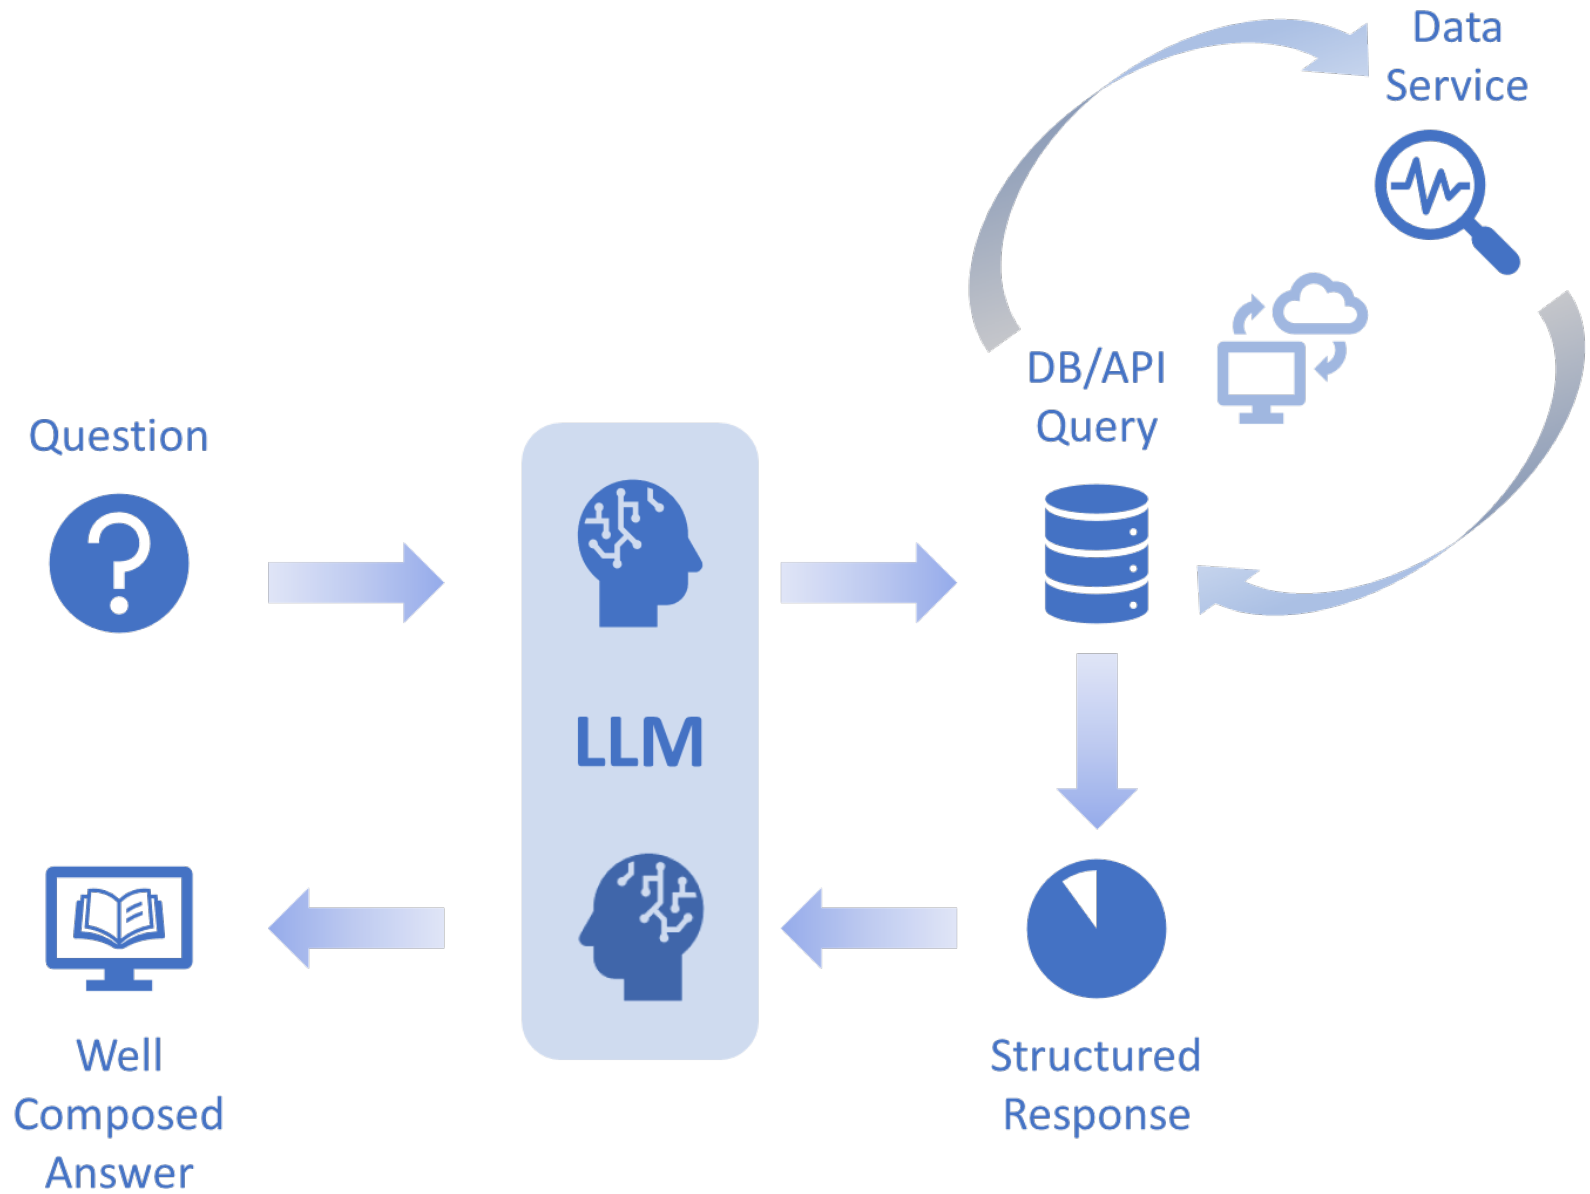 Data
Service
DB/API
Query
Question
LLM
Well
Composed
Answer
Structured
Response